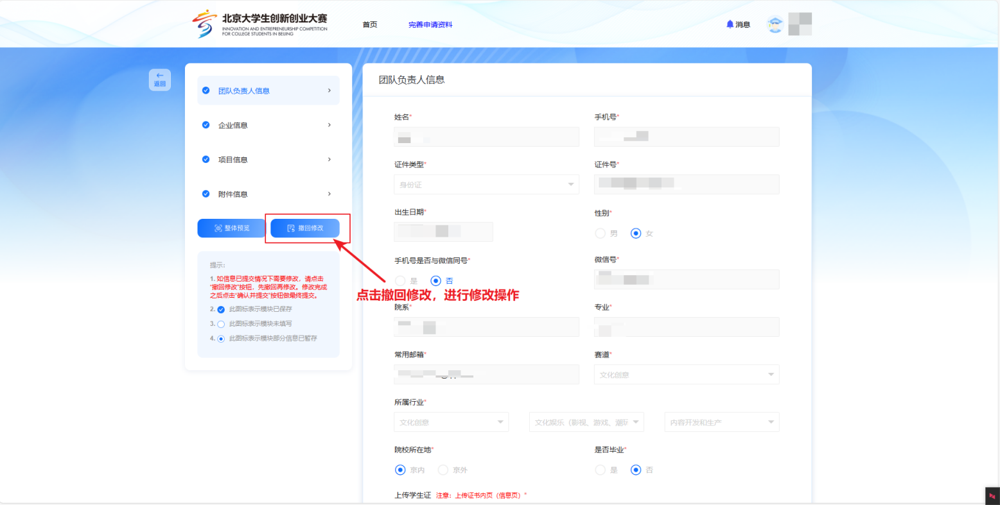 北京大学生创新创业大赛
INNOVATION AND ENTREPRENEURSHIP COMPETITION
FOR COLLEGE STUDENTS IN BEIJING
首页
完善申请资料
消息
返回
团队负责人信息
企业信息
项目信息
附件信息
整体预览
撤回修改
提示:
1. 如信息已提交情况下需要修改，请点击
“撤回修改”按钮，先撤回再修改。修改完成
之后点击“确认并提交”按钮做最终提交。
2. 此图标表示模块已保存
3. 此图标表示模块未填写
4. 此图标表示模块部分信息已暂存
团队负责人信息
姓名*
手机号*
证件类型*
证件号*
身份证
出生日期*
性别*
男 女
手机号是否与微信同号*
微信号*
是 否
点击撤回修改，进行修改操作
院系*
专业*
常用邮箱*
赛道*
文化创意
所属行业*
文化创意
文化娱乐（影视、游戏、潮玩
内容开发和生产
院校所在地*
是否毕业*
京内 京外
是 否
上传学生证 注意：上传证书内页（信息页）*